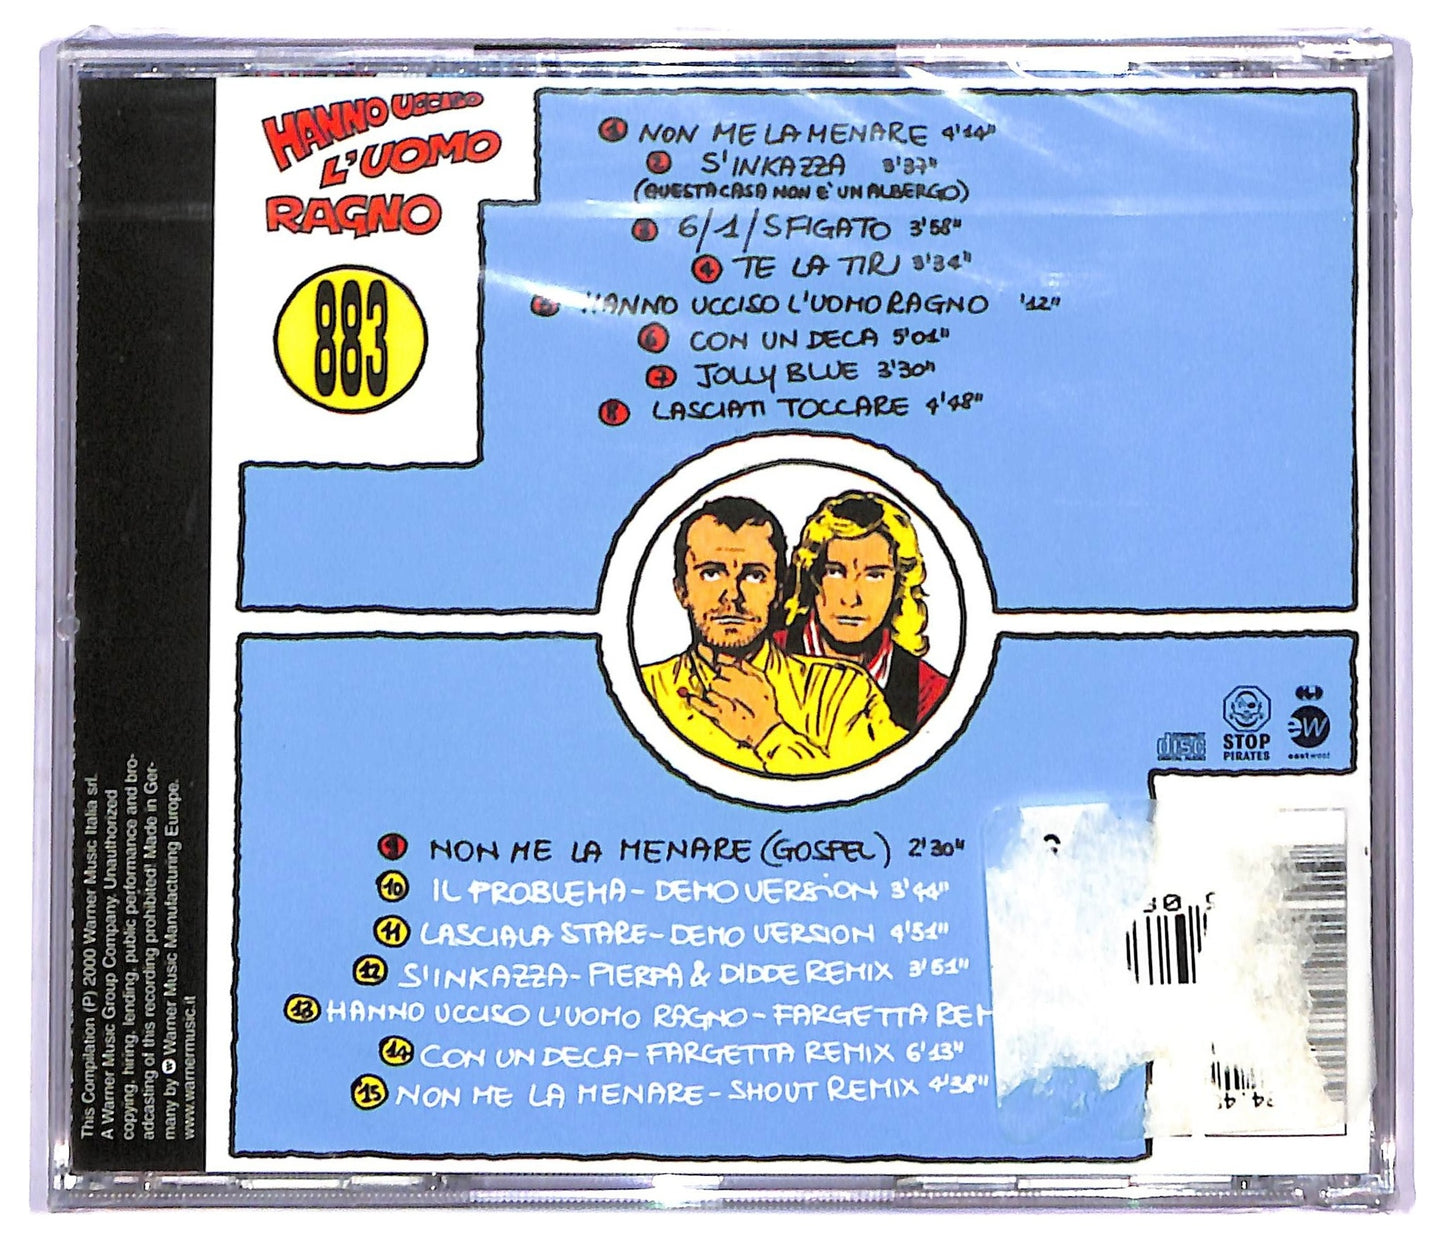 HANNO UCCISO
L'UOMO
RAGNO
883
1 NON ME LA MENARE 4'14"
2 S'INKAZZA 3'37"
(QUESTA CASA NON E' UN ALBERGO)
3 6/1/SFIGATO 3'58"
4 TE LA TIRI 3'34"
5 HANNO UCCISO L'UOMO RAGNO '12"
6 CON UN DECA 5'01"
7 JOLLY BLUE 3'30"
8 LASCIATI TOCCARE 4'48"
disc
DIGITAL AUDIO
STOP
PIRATES
ew
eastwest
9 NON ME LA MENARE (GOSPEL) 2'30"
10 IL PROBLEMA - DEMO VERSION 3'44"
11 LASCIALA STARE - DEMO VERSION 4'51"
12 S'INKAZZA - PIERPA & DIDDE REMIX 3'51"
13 HANNO UCCISO L'UOMO RAGNO - FARGETTA REM
14 CON UN DECA - FARGETTA REMIX 6'13"
15 NON ME LA MENARE - SHOUT REMIX 4'38"
This Compilation (P) 2000 Warner Music Italia srl.
A Warner Music Group Company. Unauthorized
copying, hiring, lending, public performance and bro-
adcasting of this recording prohibited! Made in Ger-
many by Warner Music Manufacturing Europe.
www.warnermusic.it